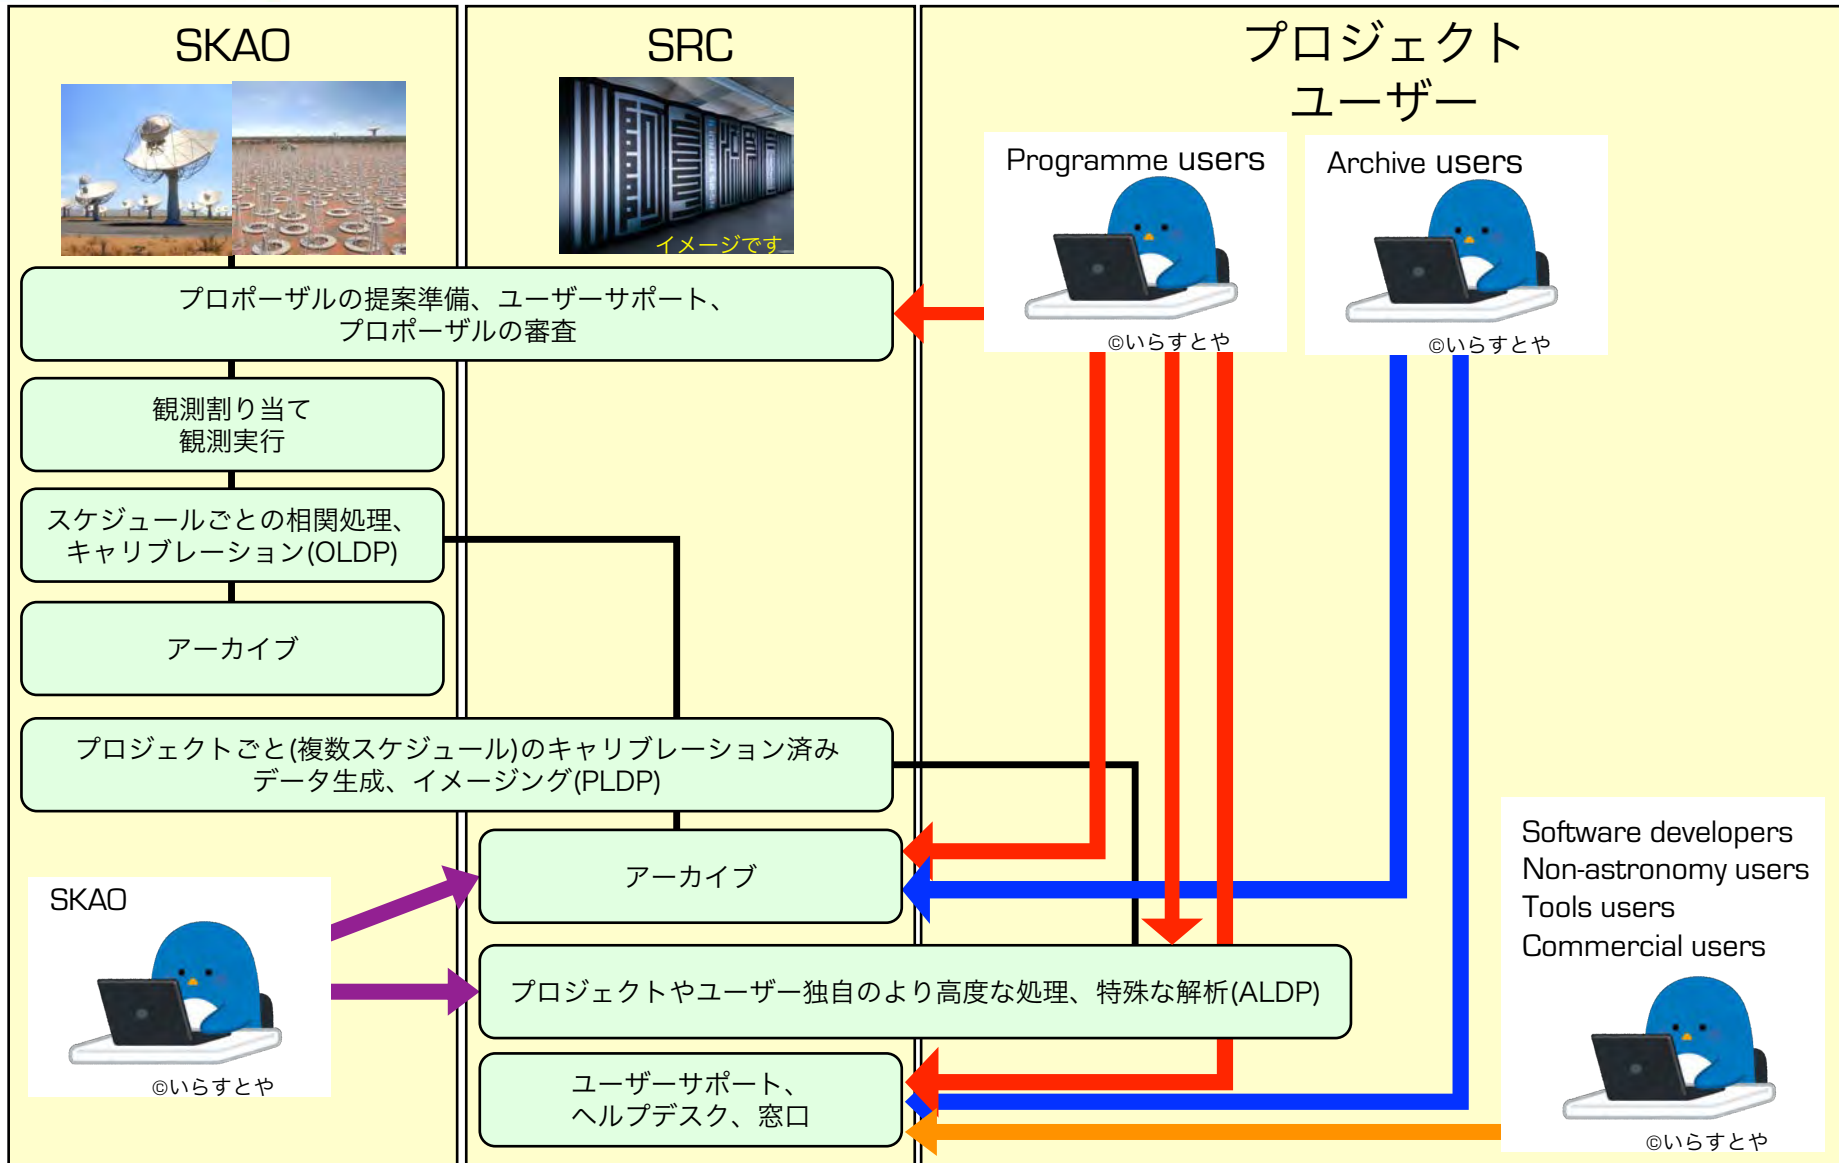 SKAO
SRC
プロジェクト
ユーザー
イメージです
Programme users
©いらすとや
Archive users
©いらすとや
プロポーザルの提案準備、ユーザーサポート、
プロポーザルの審査
観測割り当て
観測実行
スケジュールごとの相関処理、
キャリブレーション(OLDP)
アーカイブ
プロジェクトごと(複数スケジュール)のキャリブレーション済み
データ生成、イメージング(PLDP)
アーカイブ
SKAO
©いらすとや
プロジェクトやユーザー独自のより高度な処理、特殊な解析(ALDP)
ユーザーサポート、
ヘルプデスク、窓口
Software developers
Non-astronomy users
Tools users
Commercial users
©いらすとや